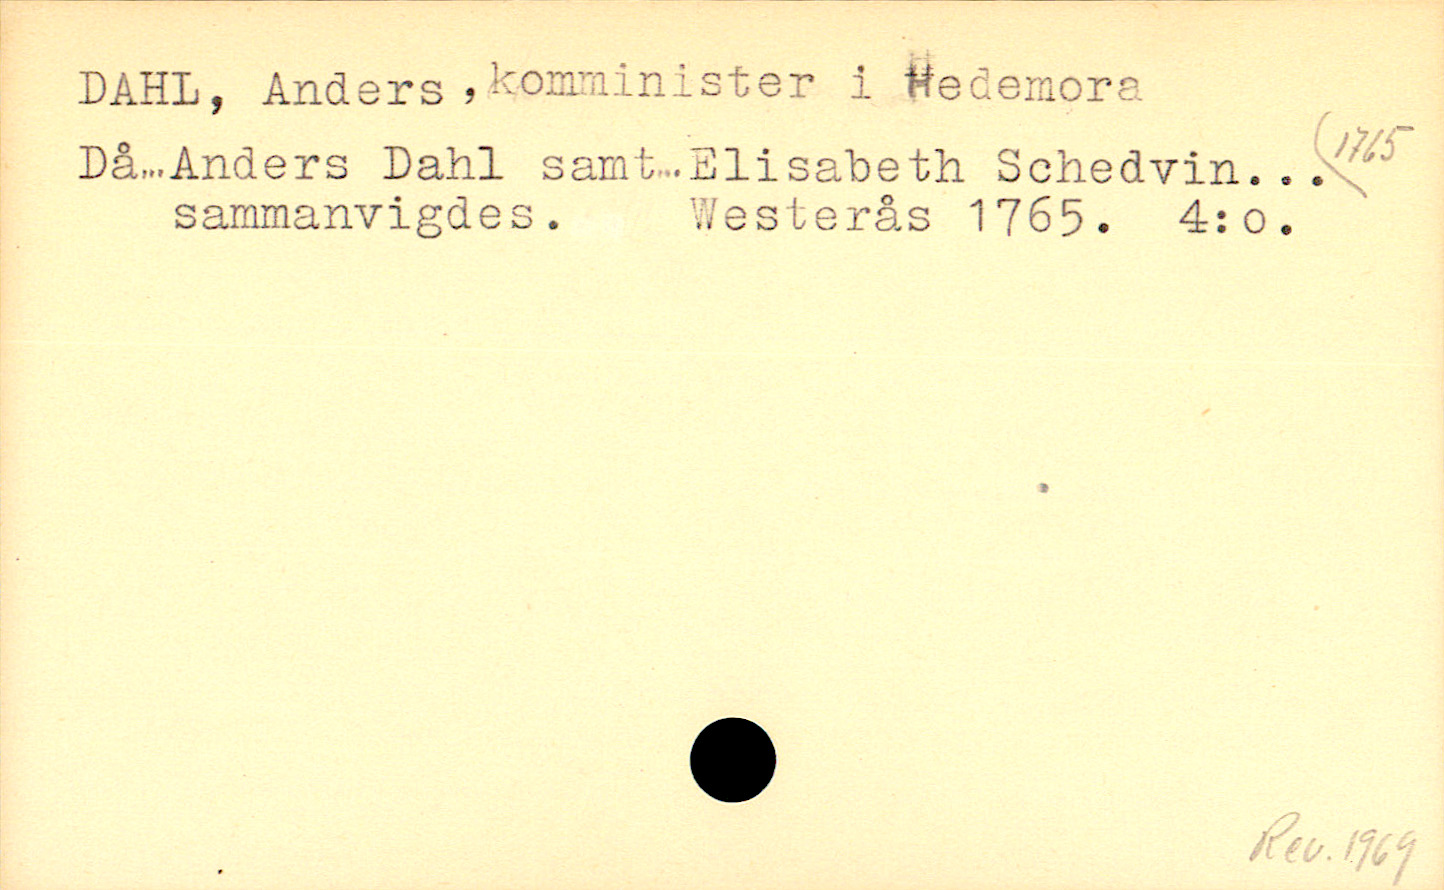 DAHL, Anders, komminister i Hedemora
Då...Anders Dahl samt...Elisabeth Schedvin... (1765
sammanvigdes. Westerås 1765. 4:o.
Rev. 1969